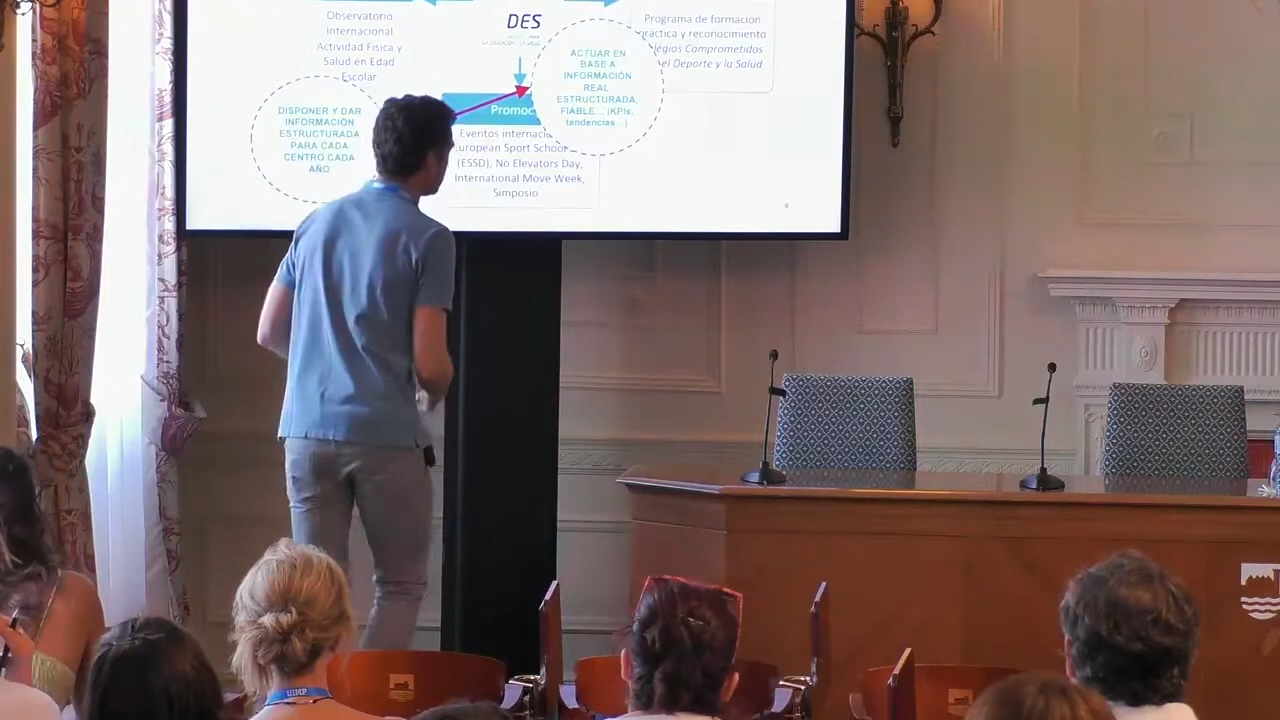 Observatorio
Internacional
Actividad Física y
Salud en Edad
Escolar
DES
Programa de formación
práctica y reconocimiento
Colegios Comprometidos
el Deporte y la Salud
DISPONER Y DAR
INFORMACIÓN
ESTRUCTURADA
PARA CADA
CENTRO CADA
AÑO
ACTUAR EN
BASE A
INFORMACIÓN
REAL,
ESTRUCTURADA,
FIABLE,.. (KPIs,
tendencias...)
Promoc
Eventos internacio
European Sport School
(ESSD), No Elevators Day,
International Move Week,
Simposio
UIMP